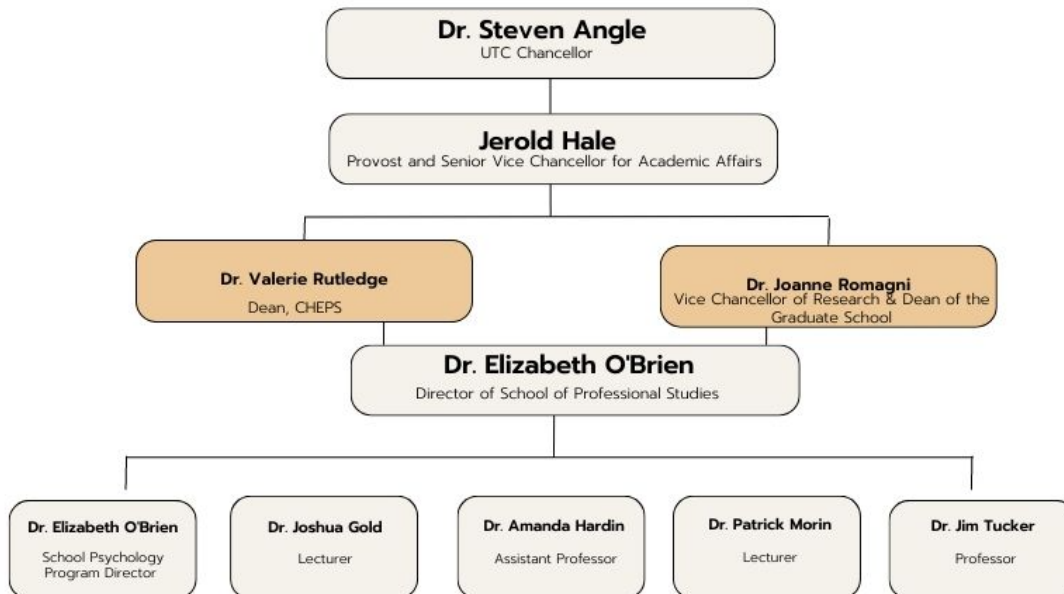 Dr. Steven Angle
UTC Chancellor
Jerold Hale
Provost and Senior Vice Chancellor for Academic Affairs
Dr. Valerie Rutledge
Dean, CHEPS
Dr. Joanne Romagni
Vice Chancellor of Research & Dean of the
Graduate School
Dr. Elizabeth O'Brien
Director of School of Professional Studies
Dr. Elizabeth O'Brien
School Psychology
Program Director
Dr. Joshua Gold
Lecturer
Dr. Amanda Hardin
Assistant Professor
Dr. Patrick Morin
Lecturer
Dr. Jim Tucker
Professor